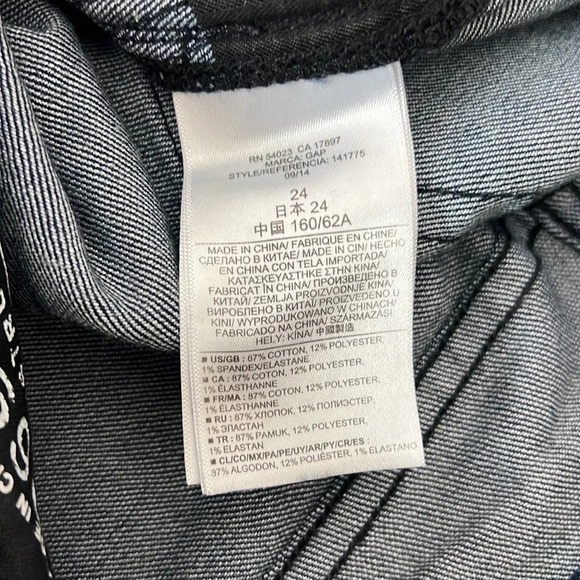 RN 54023 CA 17897
MARCA: GAP
STYLE/REFERENCIA: 141775
09/14
24
日本 24
中国 160/62A
MADE IN CHINA/ FABRIQUE EN CHINE/
СДЕЛАНО В КИТАЕ/ MADE IN CIN/ HECHO
EN CHINA CON TELA IMPORTADA/
ΚΑΤΑΣΚΕΥΑΣΤΗΚΕ ΣΤΗΝ ΚΙΝΑ/
FABRICAT ÎN CHINA/ ПРОИЗВЕДЕНО В
КИТАЙ/ ZEMLJA PROIZVODNJE KINA/
ВИРОБЛЕНО В КИТАЇ/ PROIZVEDENO U
KINI/ WYPRODUKOWANO W CHINACH/
FABRICADO NA CHINA/ SZÁRMAZÁSI
HELY: KÍNA/ 中國製造
US/GB : 87% COTTON, 12% POLYESTER,
1% SPANDEX/ELASTANE
CA : 87% COTON, 12% POLYESTER,
1% ÉLASTHANNE
FR/MA : 87% COTON, 12% POLYESTER,
1% ÉLASTHANNE
RU : 87% ХЛОПОК, 12% ПОЛИЭСТЕР,
1% ЭЛАСТАН
TR : 87% PAMUK, 12% POLYESTER,
1% ELASTAN
CL/CO/MX/PA/PE/UY/AR/PY/CR/ES :
87% ALGODON, 12% POLIÉSTER, 1% ELASTANO